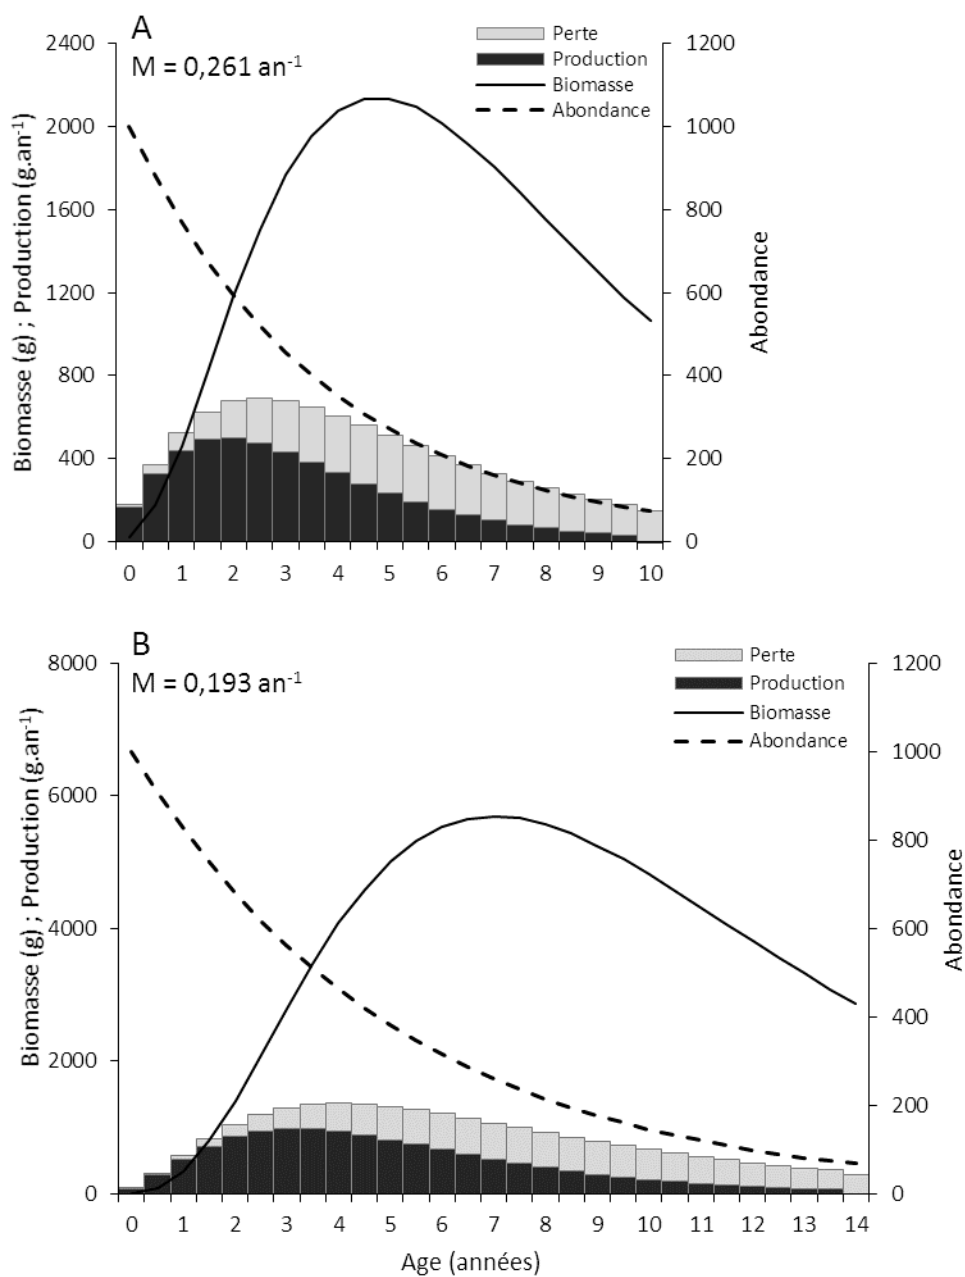 A
M = 0,261 an⁻¹
Perte
Production
Biomasse
Abondance
2400
2000
1600
1200
800
400
0
Biomasse (g) ; Production (g.an⁻¹)
1200
1000
800
600
400
200
0
Abondance
0 1 2 3 4 5 6 7 8 9 10
B
M = 0,193 an⁻¹
Perte
Production
Biomasse
Abondance
8000
6000
4000
2000
0
Biomasse (g) ; Production (g.an⁻¹)
1200
1000
800
600
400
200
0
Abondance
0 1 2 3 4 5 6 7 8 9 10 11 12 13 14
Age (années)